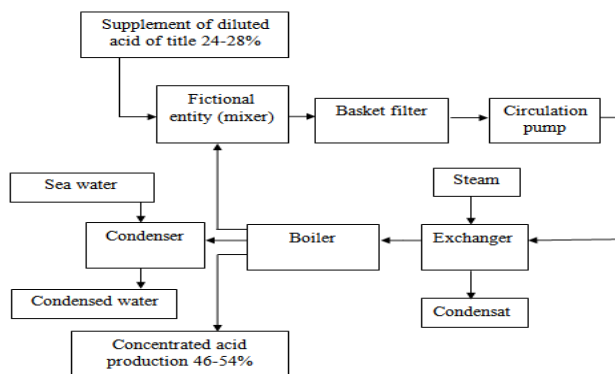 Supplement of diluted
acid of title 24-28%
Fictional
entity (mixer)
Basket filter
Circulation
pump
Sea water
Steam
Condenser
Boiler
Exchanger
Condensed water
Condensat
Concentrated acid
production 46-54%